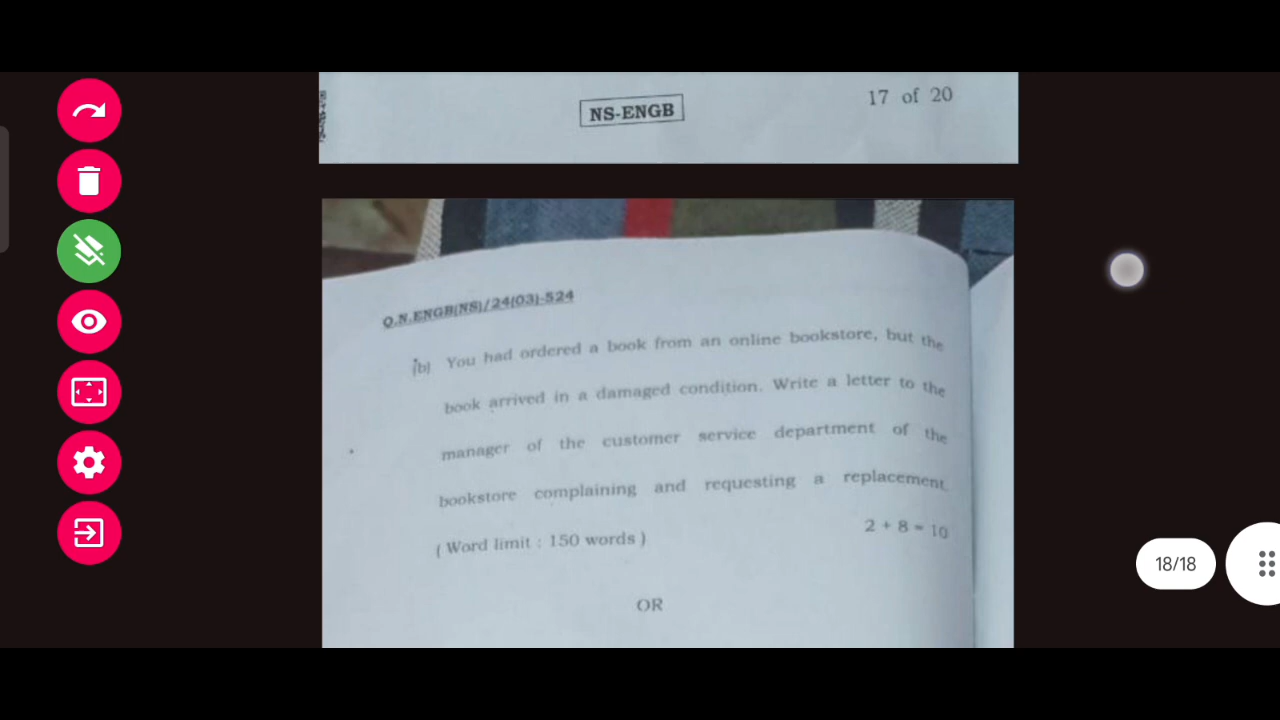 NS-ENGB
17 of 20
Q.N.ENGB(NS)/24(03)-524
(b) You had ordered a book from an online bookstore, but the
book arrived in a damaged condition. Write a letter to the
manager of the customer service department of the
bookstore complaining and requesting a replacement.
( Word limit : 150 words )
2 + 8 = 10
OR
18/18